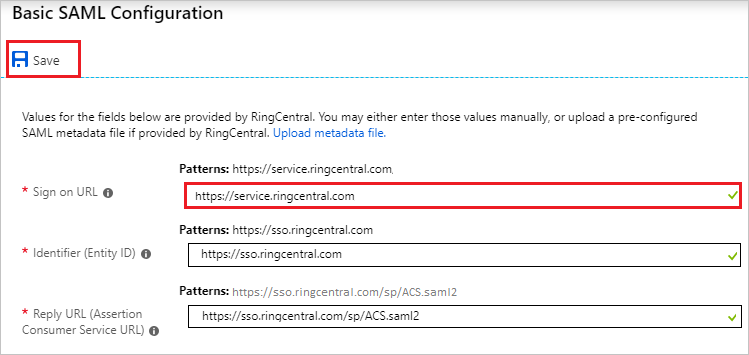 Basic SAML Configuration
Save
Values for the fields below are provided by RingCentral. You may either enter those values manually, or upload a pre-configured
SAML metadata file if provided by RingCentral. Upload metadata file.
Patterns: https://service.ringcentral.com,
* Sign on URL
https://service.ringcentral.com
Patterns: https://sso.ringcentral.com
* Identifier (Entity ID)
https://sso.ringcentral.com
Patterns: https://sso.ringcentral.com/sp/ACS.saml2
* Reply URL (Assertion
Consumer Service URL)
https://sso.ringcentral.com/sp/ACS.saml2